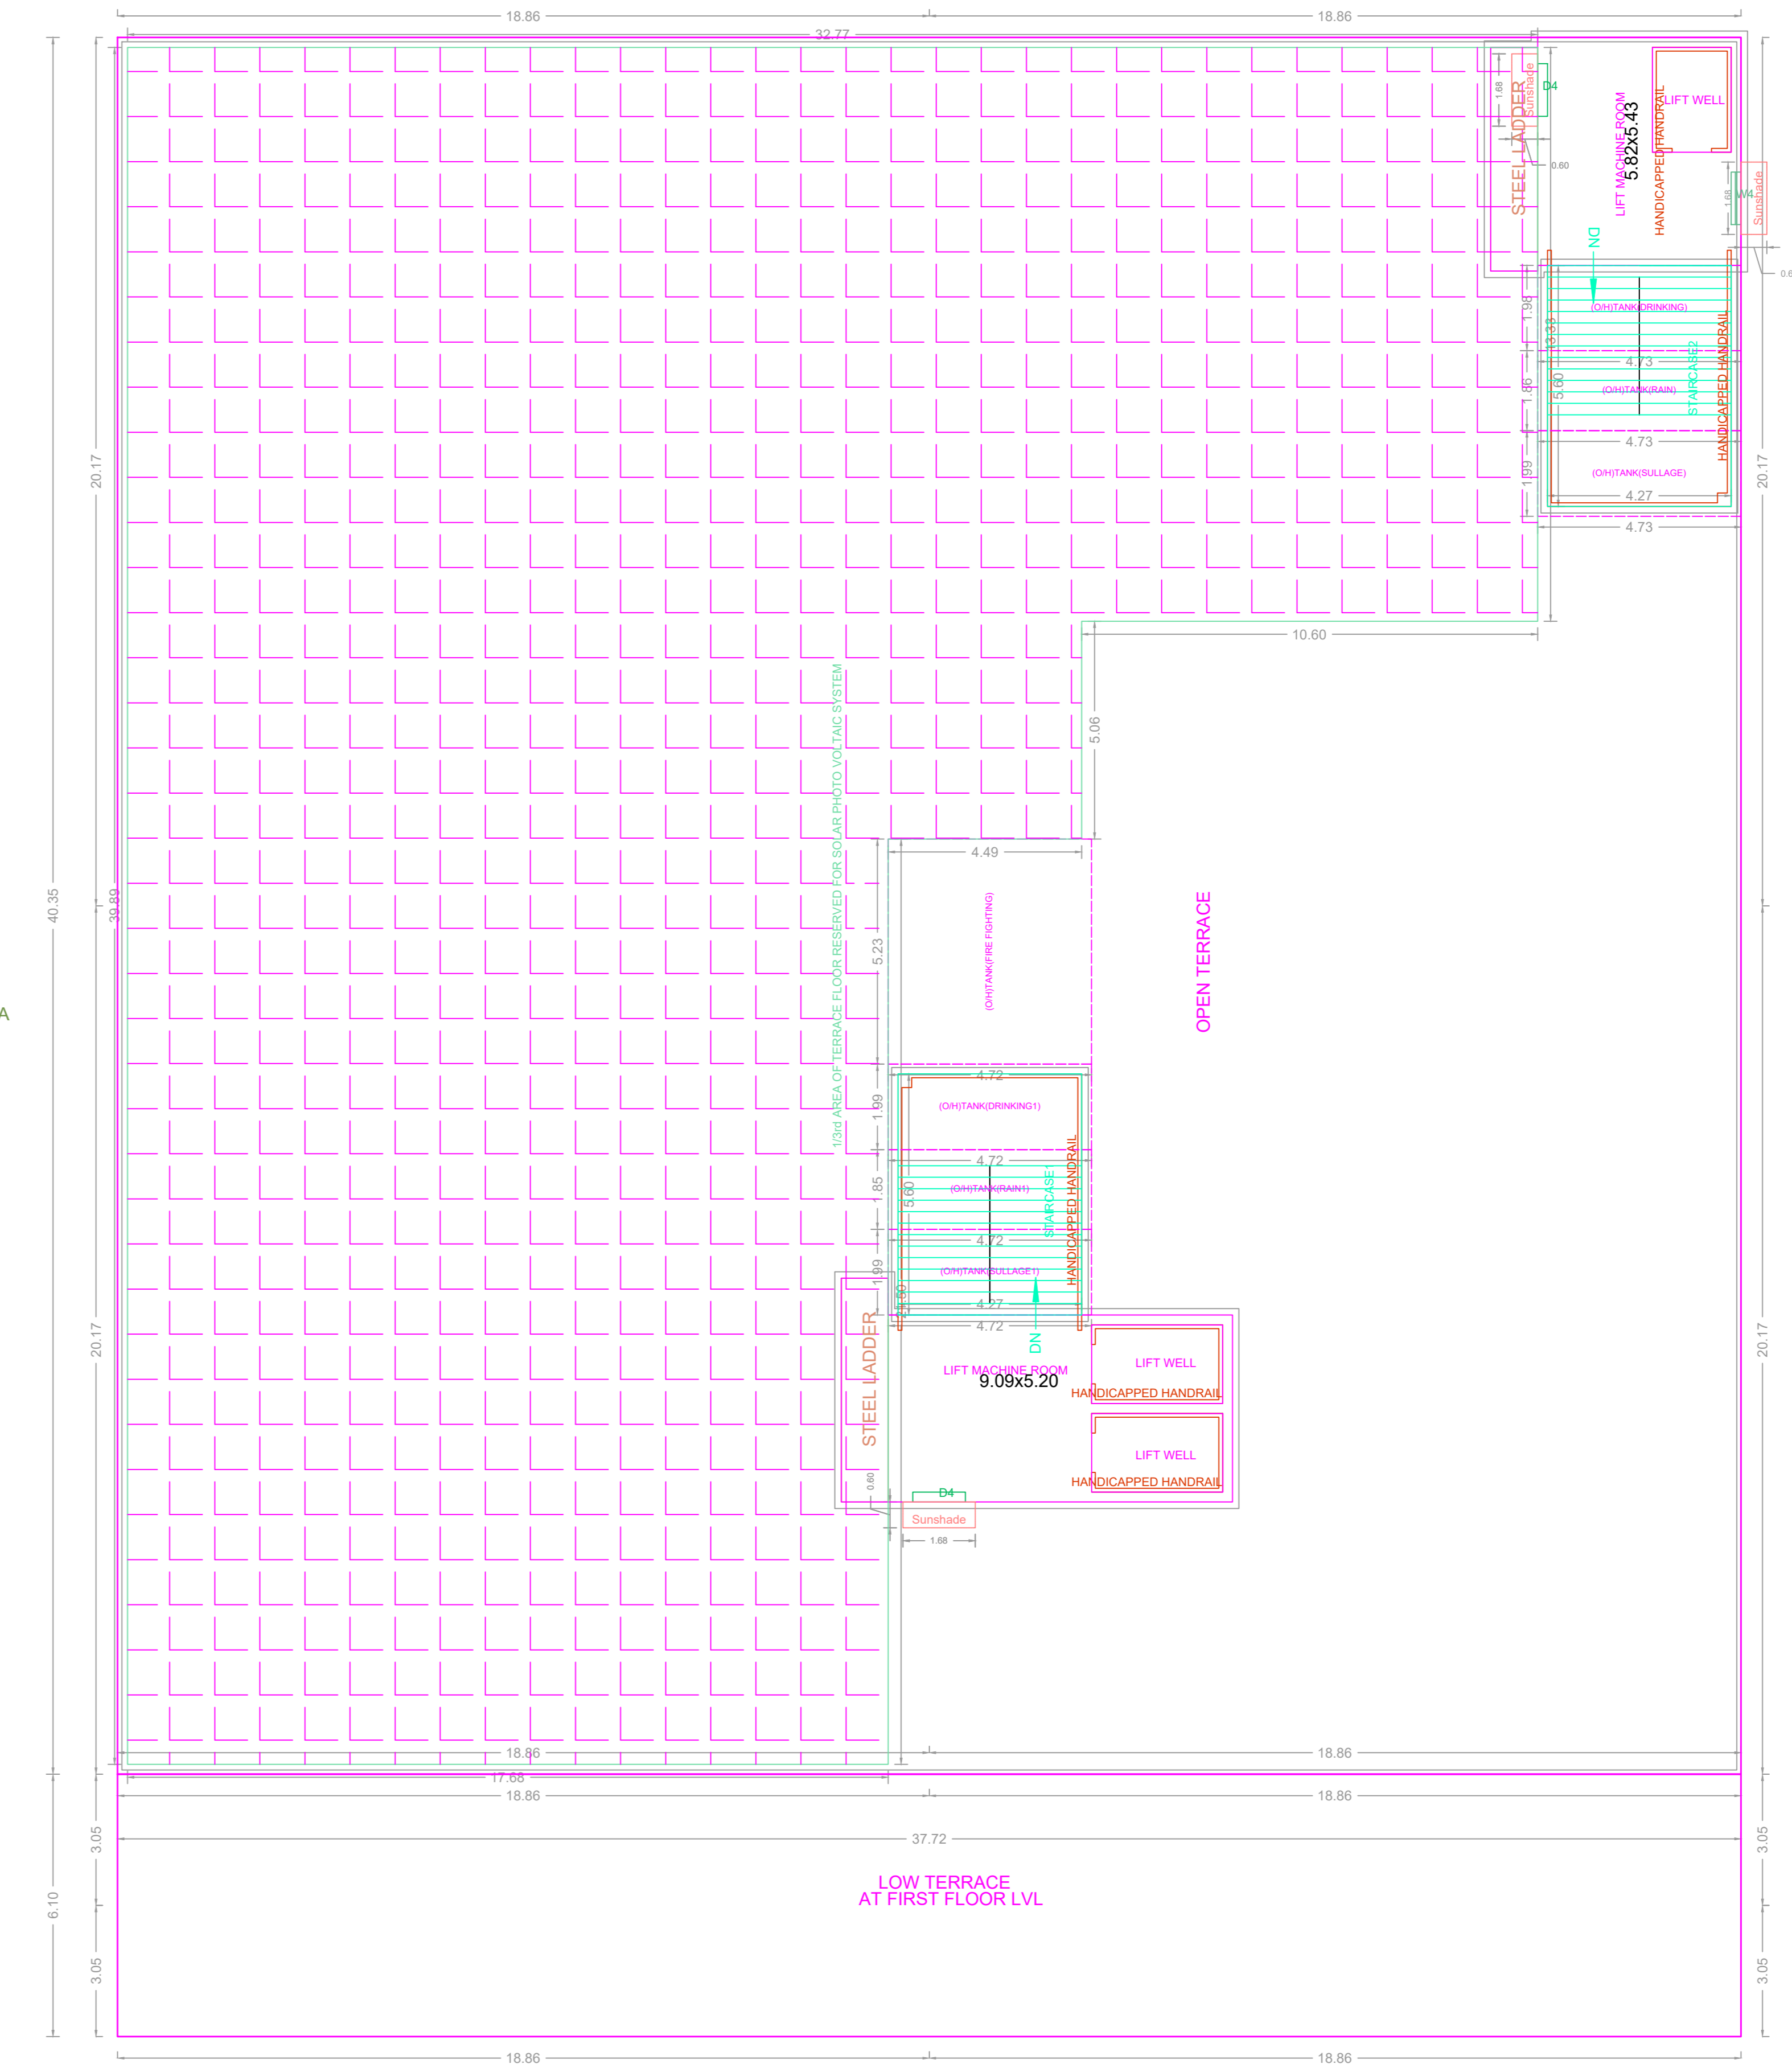 18.86
18.86
32.77
STEEL LADDER
Sunshade
1.68
D4
0.60
LIFT MACHINE ROOM
5.82x5.43
HANDICAPPED HANDRAIL
LIFT WELL
W4
1.68
Sunshade
DN
(O/H)TANK(DRINKING)
1.98
13.33
4.73
5.60
1.86
(O/H)TANK(RAIN)
STAIRCASE2
HANDICAPPED HANDRAIL
4.73
1.99
(O/H)TANK(SULLAGE)
4.27
4.73
20.17
20.17
10.60
5.06
1/3rd AREA OF TERRACE FLOOR RESERVED FOR SOLAR PHOTO VOLTAIC SYSTEM
4.49
40.35
39.89
5.23
(O/H)TANK(FIRE FIGHTING)
OPEN TERRACE
A
4.72
1.99
(O/H)TANK(DRINKING1)
4.72
1.85
5.60
(O/H)TANK(RAIN1)
STAIRCASE1
HANDICAPPED HANDRAIL
4.72
1.99
(O/H)TANK(SULLAGE1)
4.27
4.72
20.17
20.17
STEEL LADDER
DN
LIFT MACHINE ROOM
9.09x5.20
LIFT WELL
HANDICAPPED HANDRAIL
LIFT WELL
HANDICAPPED HANDRAIL
0.60
D4
Sunshade
1.68
18.86
18.86
17.68
18.86
18.86
3.05
3.05
37.72
LOW TERRACE
AT FIRST FLOOR LVL
6.10
3.05
3.05
18.86
18.86